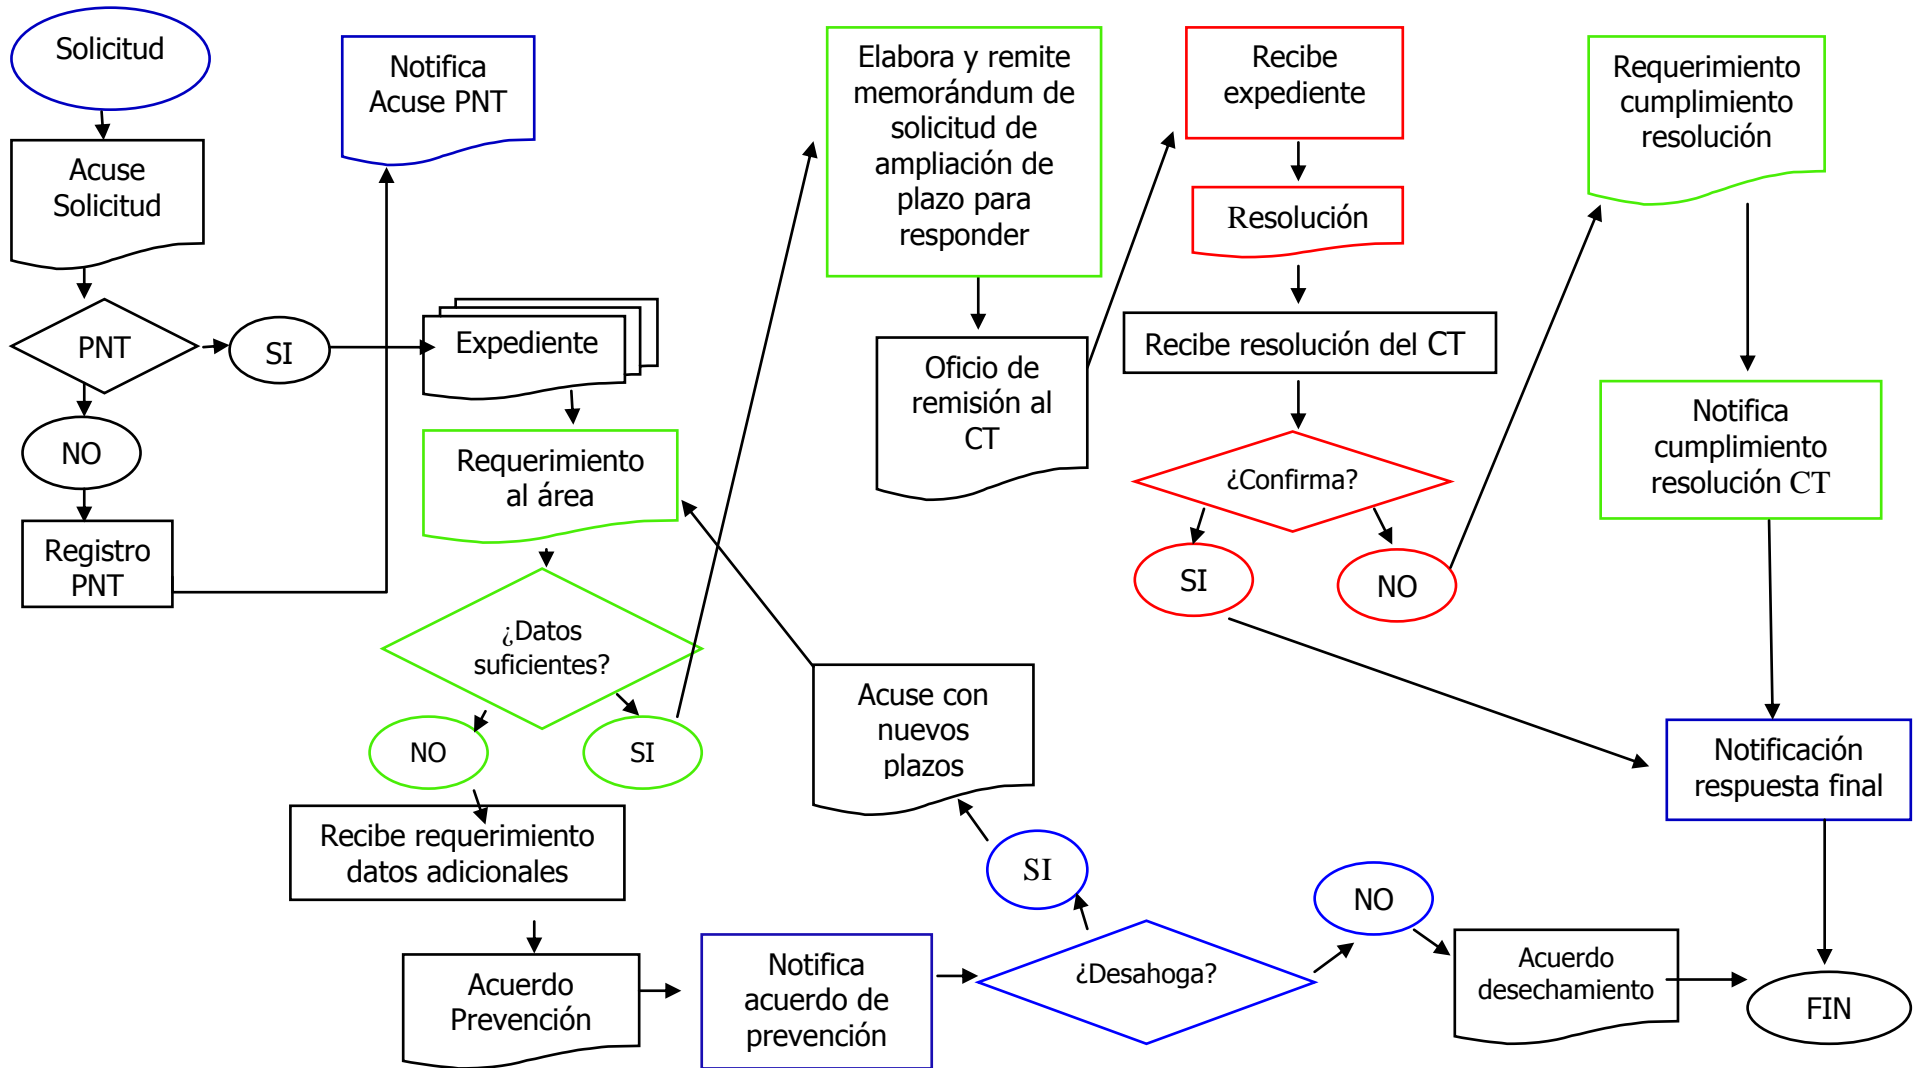 Solicitud
Acuse
Solicitud
PNT
SI
NO
Registro
PNT
Notifica
Acuse PNT
Expediente
Requerimiento
al área
¿Datos
suficientes?
NO
SI
Recibe requerimiento
datos adicionales
Acuerdo
Prevención
Notifica
acuerdo de
prevención
¿Desahoga?
SI
Acuse con
nuevos
plazos
NO
Acuerdo
desechamiento
FIN
Elabora y remite
memorándum de
solicitud de
ampliación de
plazo para
responder
Oficio de
remisión al
CT
Recibe
expediente
Resolución
Recibe resolución del CT
¿Confirma?
SI
NO
Requerimiento
cumplimiento
resolución
Notifica
cumplimiento
resolución CT
Notificación
respuesta final